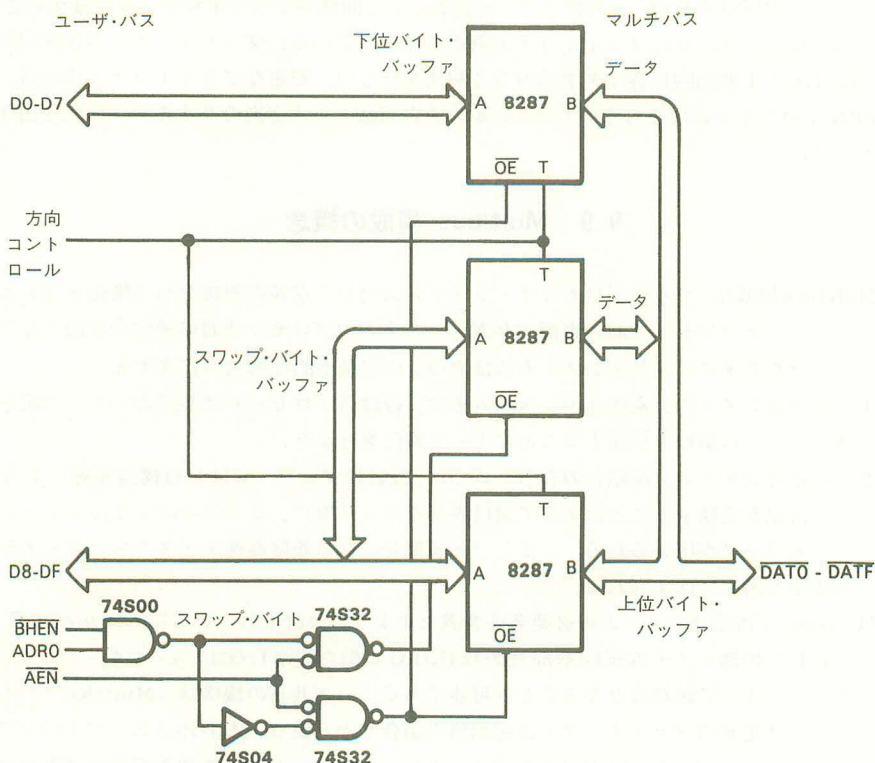 ユーザ・バス
マルチバス
下位バイト・
バッファ
データ
D0-D7
A 8287 B
OE T
方向
コント
ロール
T
データ
スワップ・バイト・
バッファ
A 8287 B
OE
T
D8-DF
A 8287 B
DAT0 - DATF
OE
上位バイト・
バッファ
74S00
スワップ・バイト
74S32
BHEN
ADR0
AEN
74S04
74S32